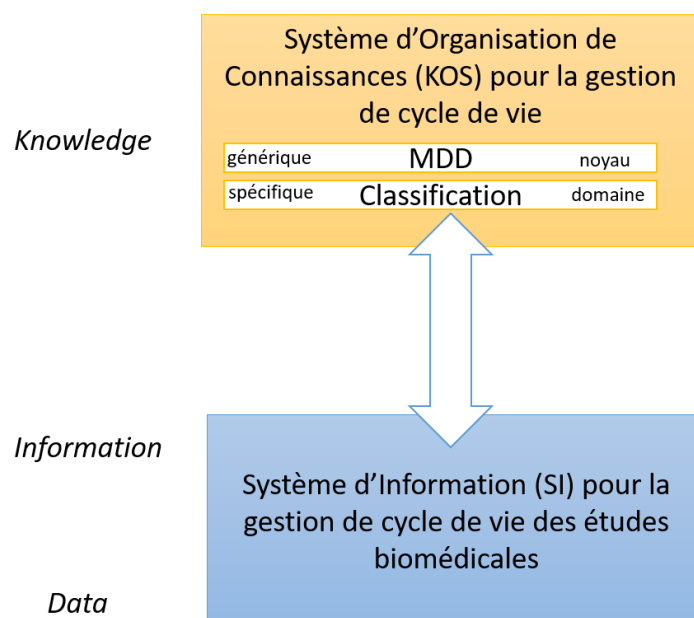 Système d’Organisation de
Connaissances (KOS) pour la gestion
de cycle de vie
Knowledge
générique MDD noyau
spécifique Classification domaine
Information
Système d’Information (SI) pour la
gestion de cycle de vie des études
biomédicales
Data